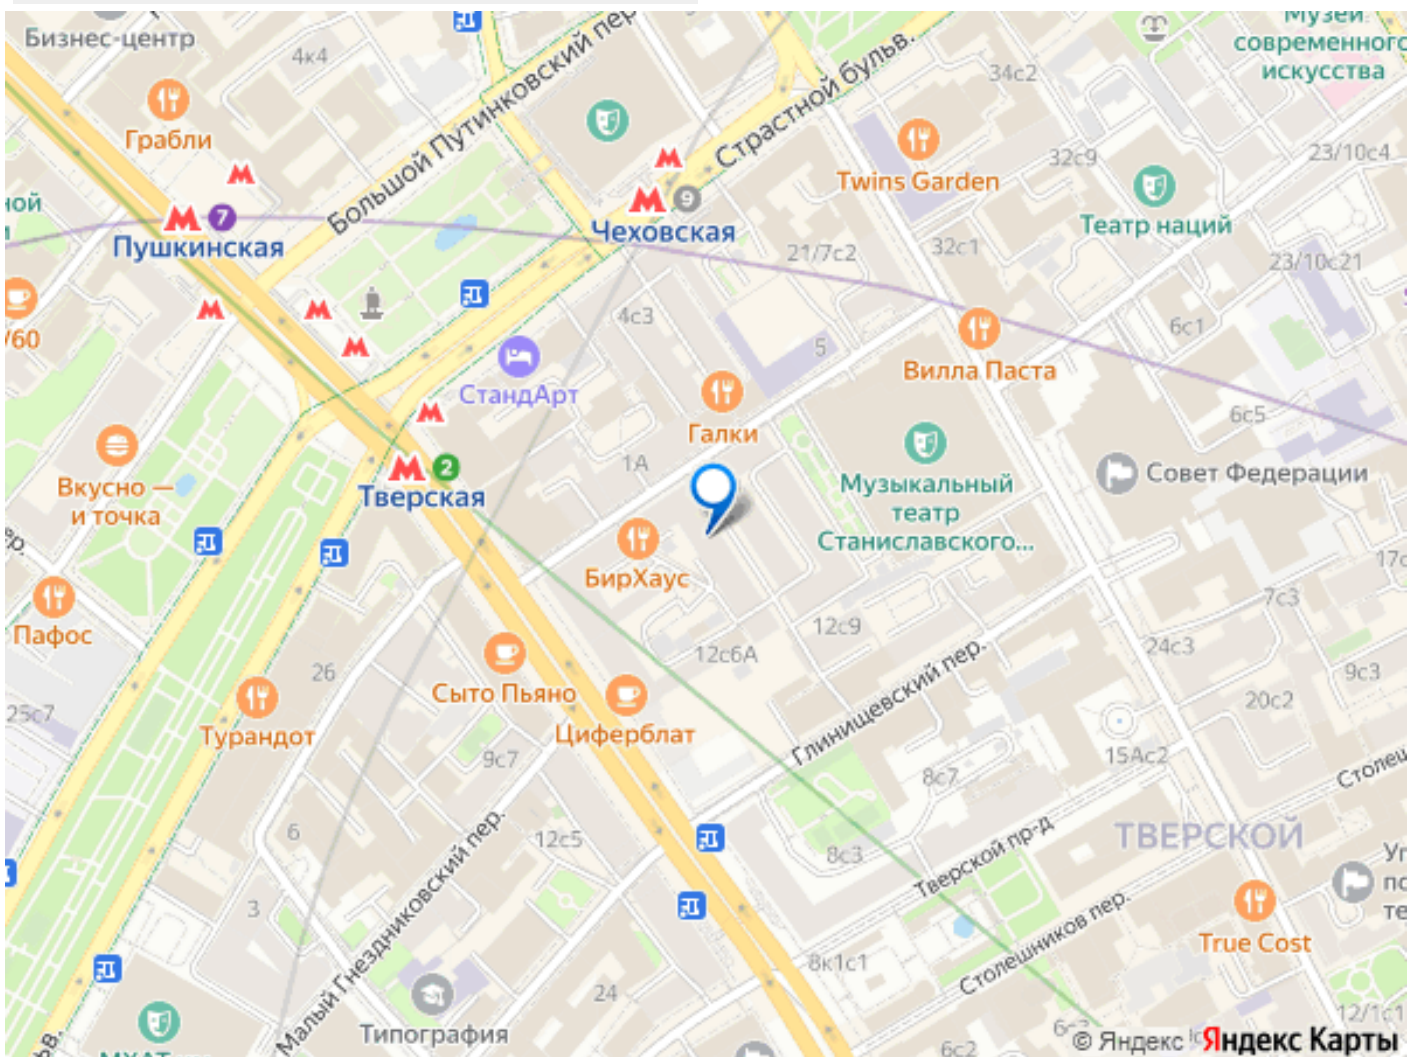 Музей
современного
искусства
Бизнес-центр
4к4
Грабли
Большой Путинковский пер.
Страстной бульв.
34с2
Twins Garden
32с9
23/10с4
Театр наций
7
Пушкинская
9
Чеховская
21/7с2
32с1
23/10с21
4с3
5
6с1
/60
Вилла Паста
СтандАрт
Галки
6с5
1А
2
Тверская
Вкусно —
и точка
Музыкальный
театр
Станиславского...
Совет Федерации
БирХаус
Пафос
7с3
12с9
12с6А
24с3
9с3
20с2
26
Сыто Пьяно
Циферблат
Глинищевский пер.
25с7
Турандот
9с7
8с7
15Ас2
6
12с5
8с3
Тверской пр-д
ТВЕРСКОЙ
3
Малый Гнездниковский пер.
Столешников пер.
True Cost
8к1с1
24
Типография
12/1с1
6с2
© Яндекс Яндекс Карты